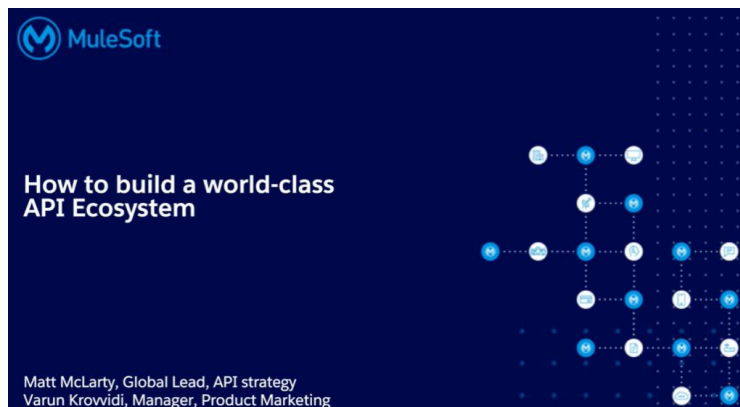 MuleSoft
How to build a world-class
API Ecosystem
Matt McLarty, Global Lead, API strategy
Varun Krovvidi, Manager, Product Marketing